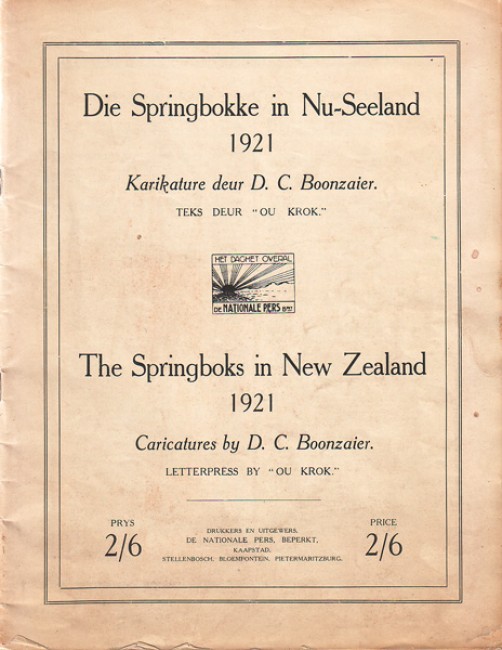 Die Springbokke in Nu-Seeland
1921
Karikature deur D. C. Boonzaier.
TEKS DEUR "OU KROK."
HET DAGHET OVERAL
DE NATIONALE PERS BPKT
The Springboks in New Zealand
1921
Caricatures by D. C. Boonzaier.
LETTERPRESS BY "OU KROK."
PRYS
2/6
DRUKKERS EN UITGEWERS,
DE NATIONALE PERS, BEPERKT,
KAAPSTAD,
STELLENBOSCH, BLOEMFONTEIN, PIETERMARITZBURG.
PRICE
2/6